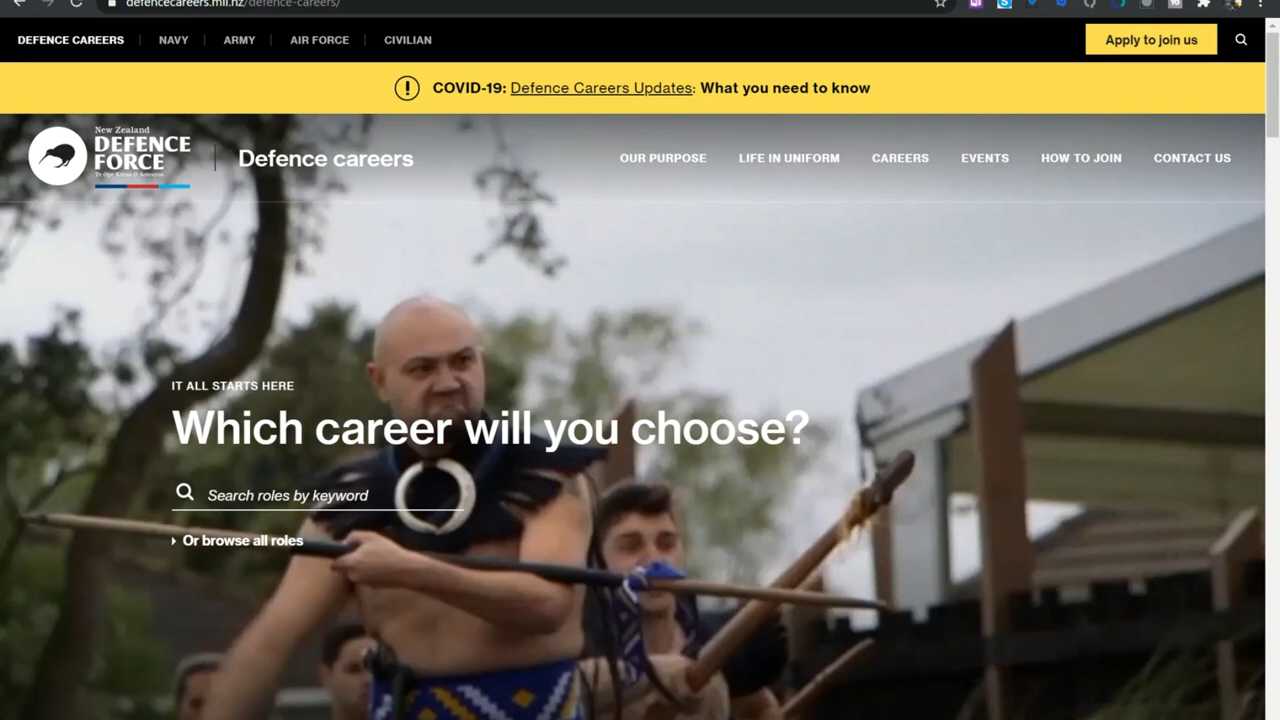 defencecareers.mil.nz/defence-careers/
DEFENCE CAREERS NAVY ARMY AIR FORCE CIVILIAN Apply to join us
! COVID-19: Defence Careers Updates: What you need to know
New Zealand
DEFENCE
FORCE
Te Ope Kātua O Aotearoa
Defence careers
OUR PURPOSE LIFE IN UNIFORM CAREERS EVENTS HOW TO JOIN CONTACT US
IT ALL STARTS HERE
Which career will you choose?
Search roles by keyword
Or browse all roles